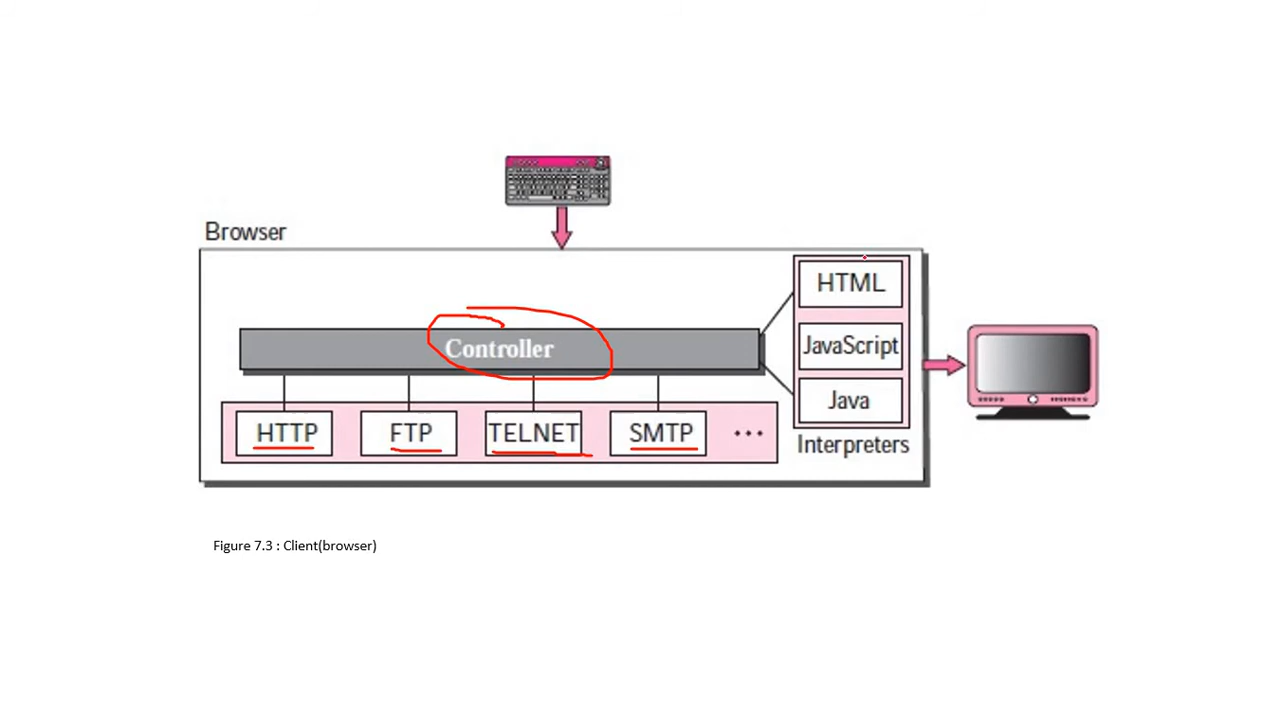 Browser
HTML
Controller
JavaScript
Java
HTTP
FTP
TELNET
SMTP
...
Interpreters
Figure 7.3 : Client(browser)